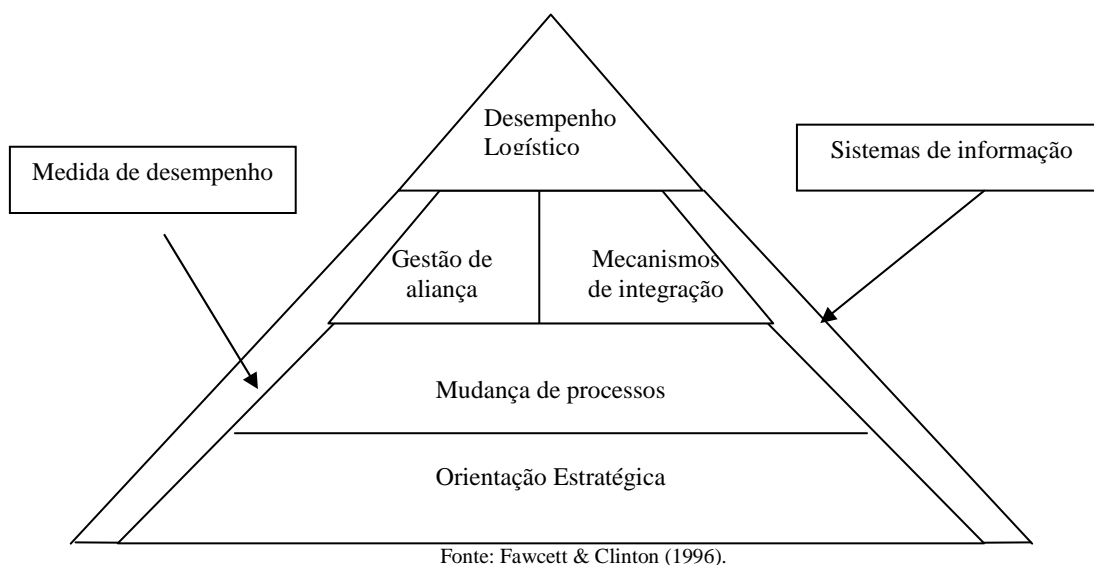 Desempenho
Logístico
Medida de desempenho
Sistemas de informação
Gestão de
aliança
Mecanismos
de integração
Mudança de processos
Orientação Estratégica
Fonte: Fawcett & Clinton (1996).